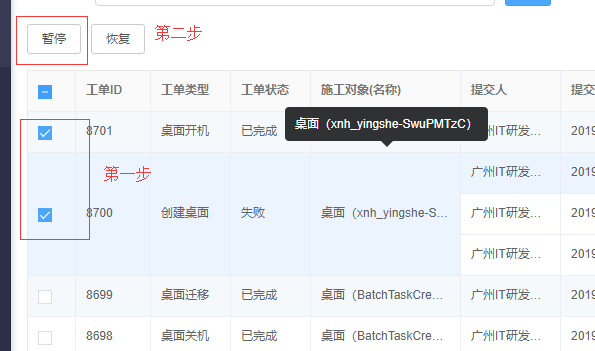 暂停 恢复 第二步
工单ID 工单类型 工单状态 施工对象(名称) 提交人 提交
8701 桌面开机 已完成 桌面（xnh_yingshe-SwuPMTzC） 广州IT研发... 2019
第一步
8700 创建桌面 失败 桌面（xnh_yingshe-S... 广州IT研发... 2019
广州IT研发... 2019
广州IT研发... 2019
8699 桌面迁移 已完成 桌面（BatchTaskCre... 广州IT研发... 2019
8698 桌面关机 已完成 桌面（BatchTaskCre... 广州IT研发... 2019